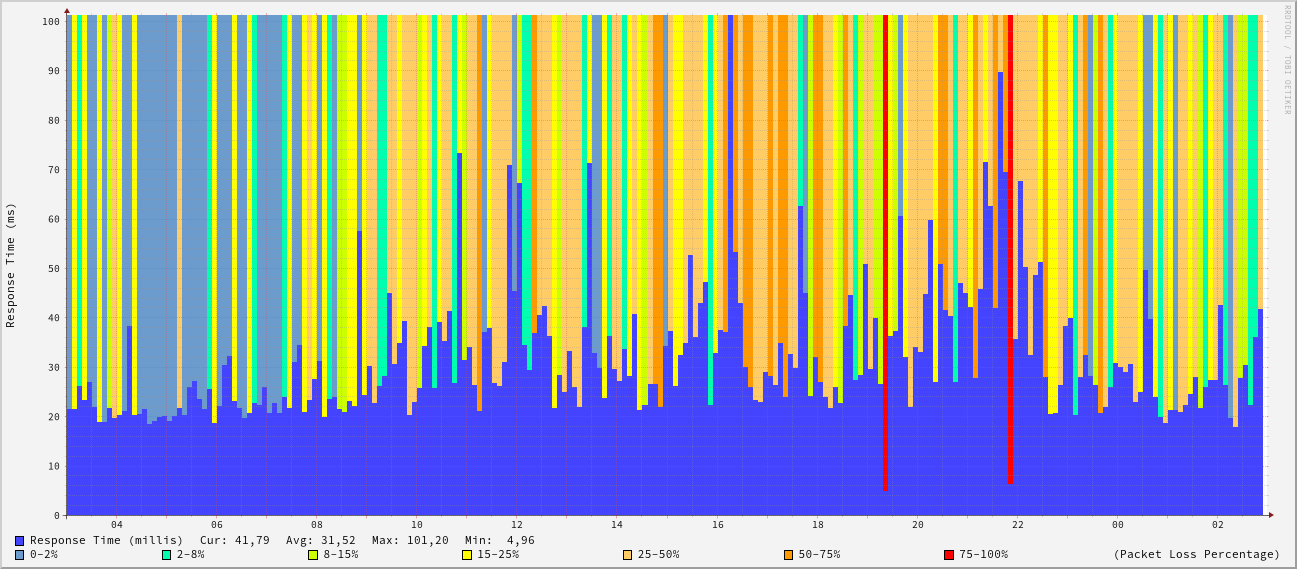 RRDTOOL / TOBI OETIKER
Response Time (ms)
100
90
80
70
60
50
40
30
20
10
0
04 06 08 10 12 14 16 18 20 22 00 02
Response Time (millis) Cur: 41,79 Avg: 31,52 Max: 101,20 Min: 4,96
0-2% 2-8% 8-15% 15-25% 25-50% 50-75% 75-100% (Packet Loss Percentage)